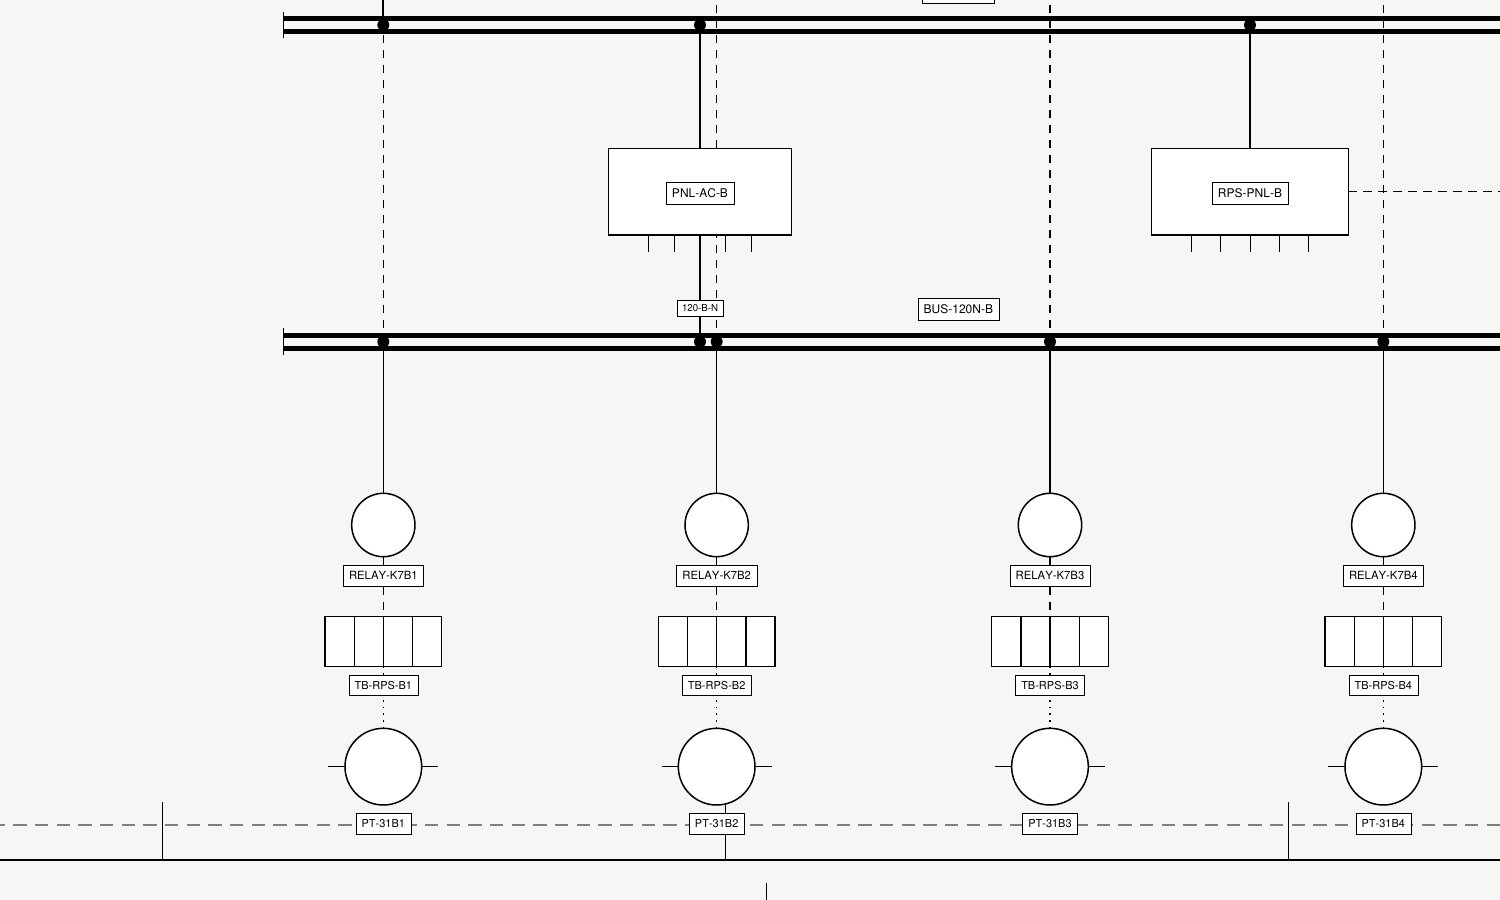 PNL-AC-B
RPS-PNL-B
120-B-N
BUS-120N-B
RELAY-K7B1
RELAY-K7B2
RELAY-K7B3
RELAY-K7B4
TB-RPS-B1
TB-RPS-B2
TB-RPS-B3
TB-RPS-B4
PT-31B1
PT-31B2
PT-31B3
PT-31B4